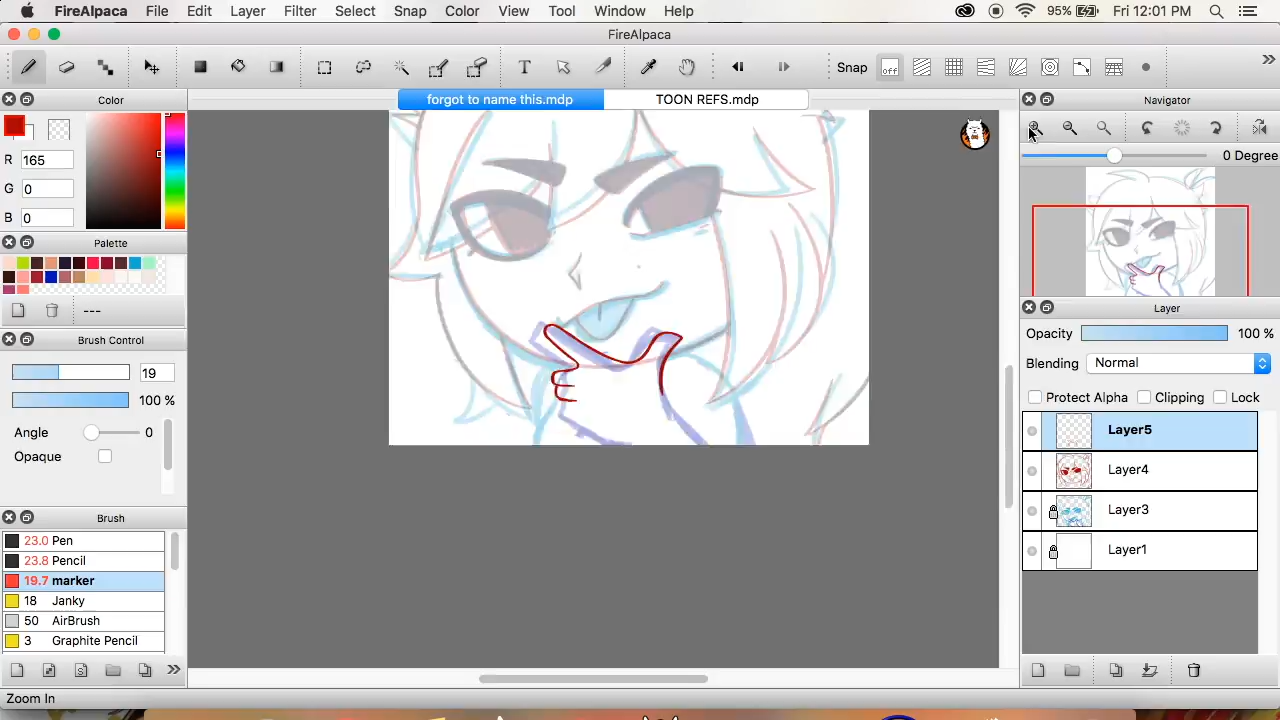 FireAlpaca File Edit Layer Filter Select Snap Color View Tool Window Help 95% Fri 12:01 PM
FireAlpaca
T Snap off
Color forgot to name this.mdp TOON REFS.mdp Navigator
R 165
G 0
B 0
0 Degree
Palette
---
Brush Control
19
100 %
Angle 0
Opaque
Layer
Opacity 100 %
Blending Normal
Protect Alpha Clipping Lock
Layer5
Layer4
Layer3
Layer1
Brush
23.0 Pen
23.8 Pencil
19.7 marker
18 Janky
50 AirBrush
3 Graphite Pencil
S
Zoom In